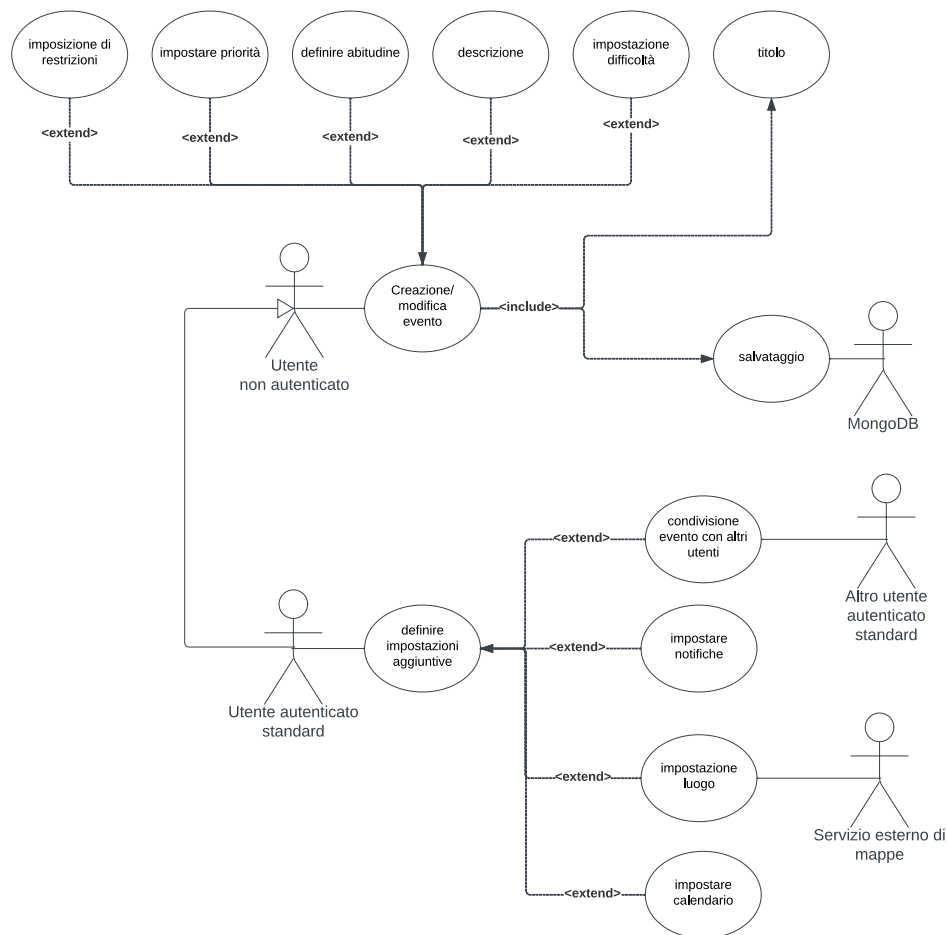 imposizione di
restrizioni
impostare priorità
definire abitudine
descrizione
impostazione
difficoltà
titolo
<extend>
<extend>
<extend>
<extend>
<extend>
Creazione/
modifica
evento
<include>
Utente
non autenticato
salvataggio
MongoDB
<extend>
condivisione
evento con altri
utenti
Altro utente
autenticato
standard
definire
impostazioni
aggiuntive
<extend>
impostare
notifiche
Utente autenticato
standard
<extend>
impostazione
luogo
Servizio esterno di
mappe
<extend>
impostare
calendario